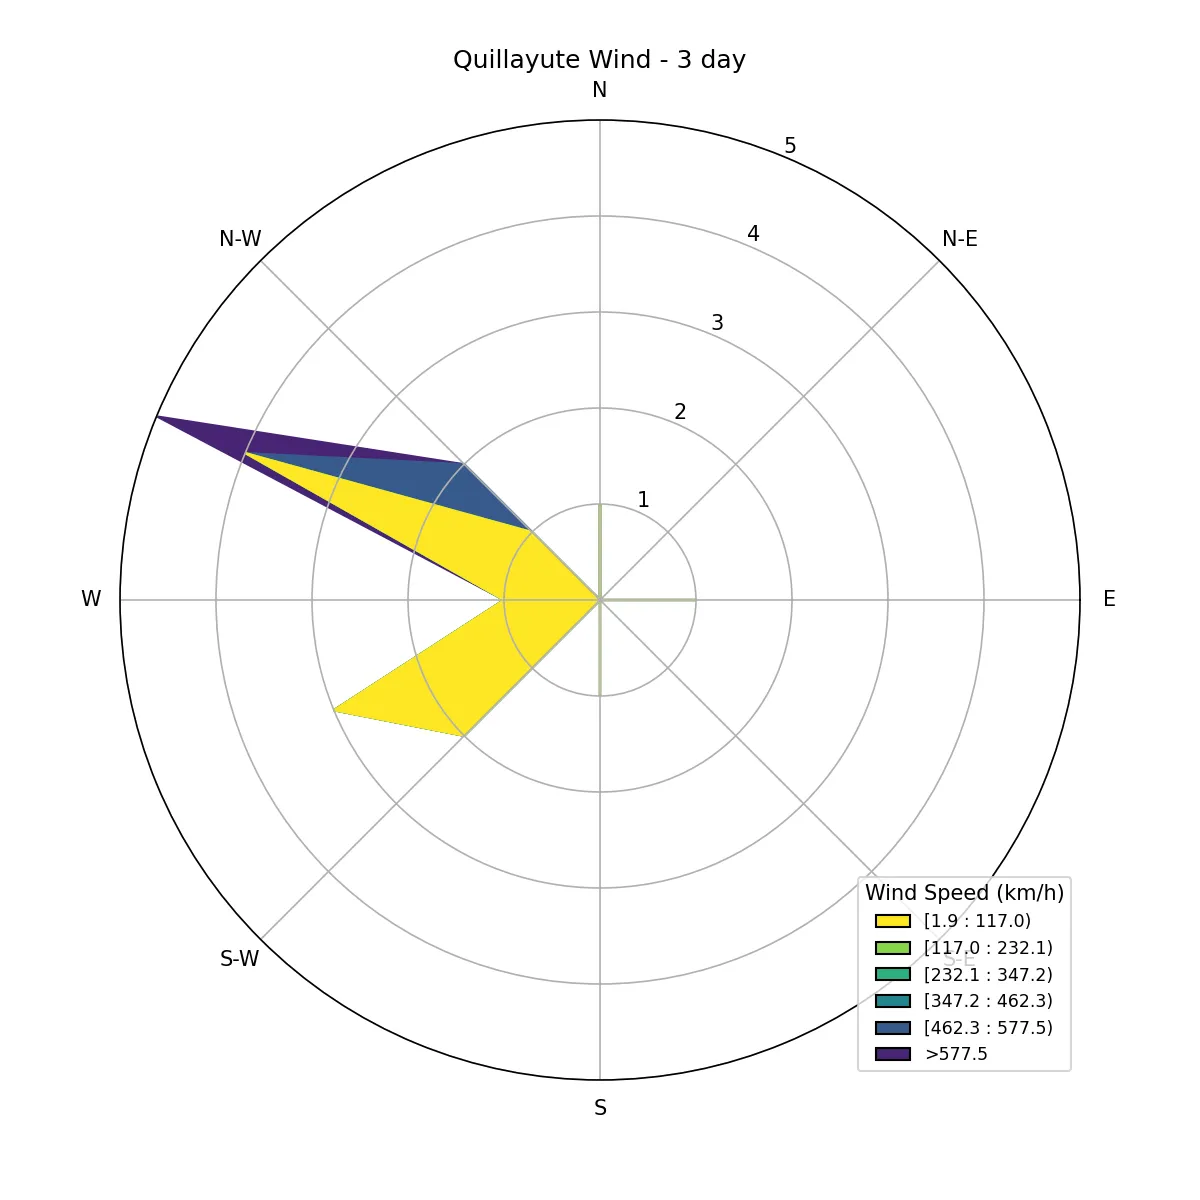 Quillayute Wind - 3 day
N
5
N-W
4
N-E
3
2
1
W
E
Wind Speed (km/h)
[1.9 : 117.0)
[117.0 : 232.1)
S-W
S-E
[232.1 : 347.2)
[347.2 : 462.3)
[462.3 : 577.5)
>577.5
S